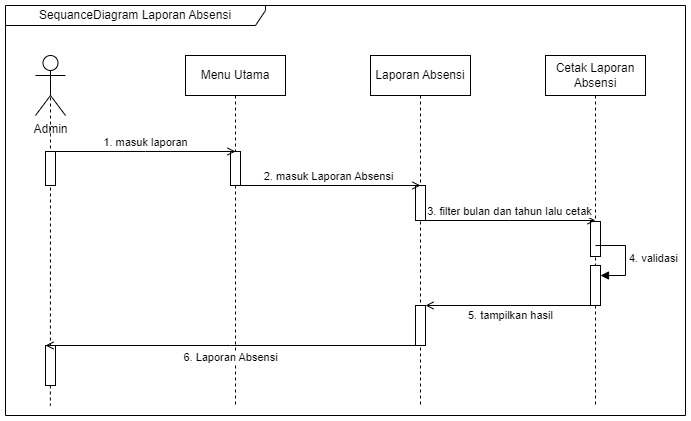 SequanceDiagram Laporan Absensi
Menu Utama
Laporan Absensi
Cetak Laporan
Absensi
Admin
1. masuk laporan
2. masuk Laporan Absensi
3. filter bulan dan tahun lalu cetak
4. validasi
5. tampilkan hasil
6. Laporan Absensi